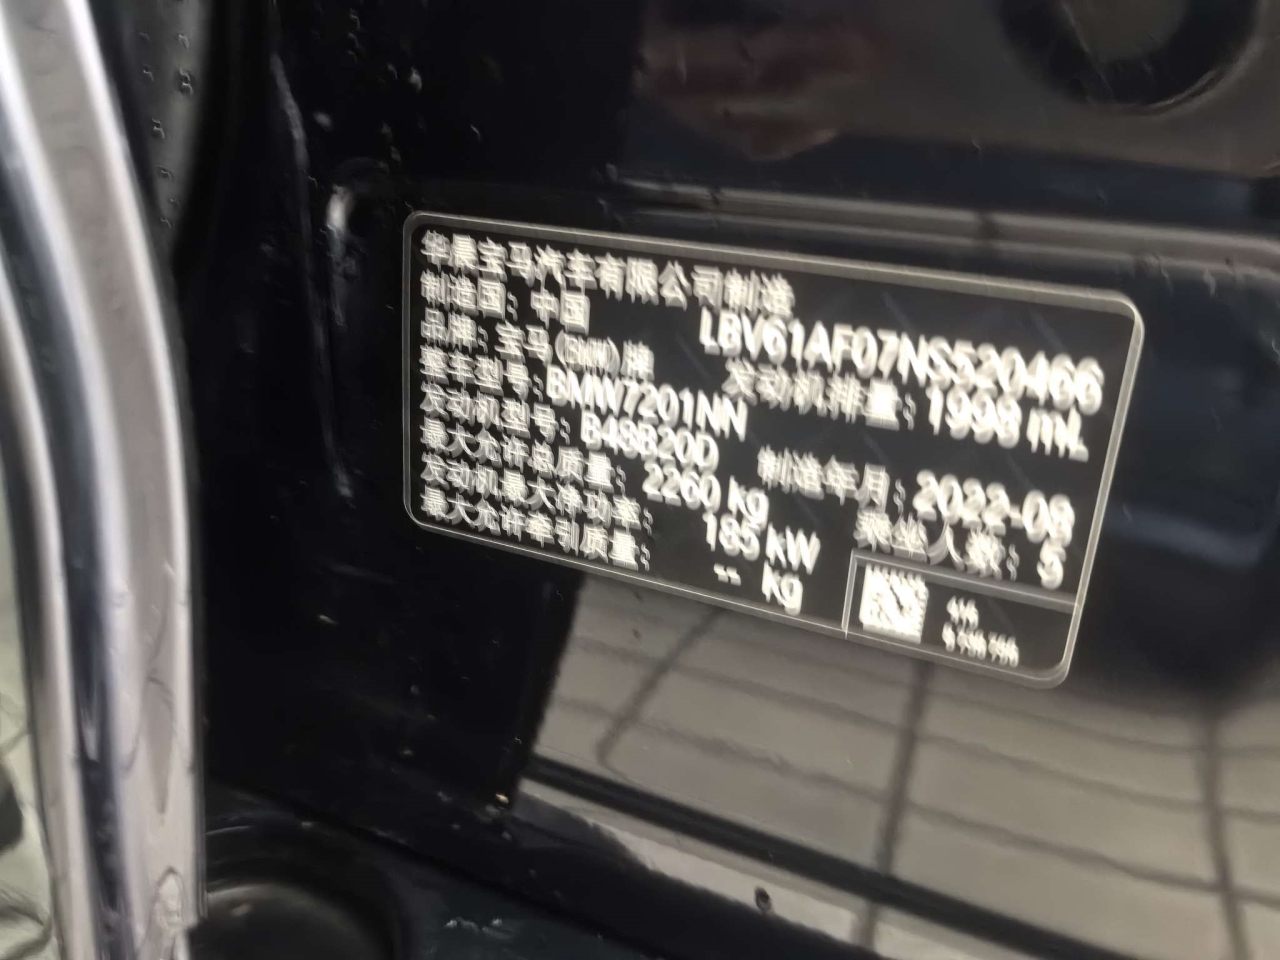 华晨宝马汽车有限公司制造
制造国：中国
LBV61AF07NS520466
品牌：宝马(BMW)牌
发动机排量：1998 mL
整车型号：BMW7201NN
发动机型号：B48B20D
制造年月：2022-08
最大允许总质量：2260 kg
乘坐人数：5
发动机最大净功率：185 kW
最大允许牵引质量：-- kg